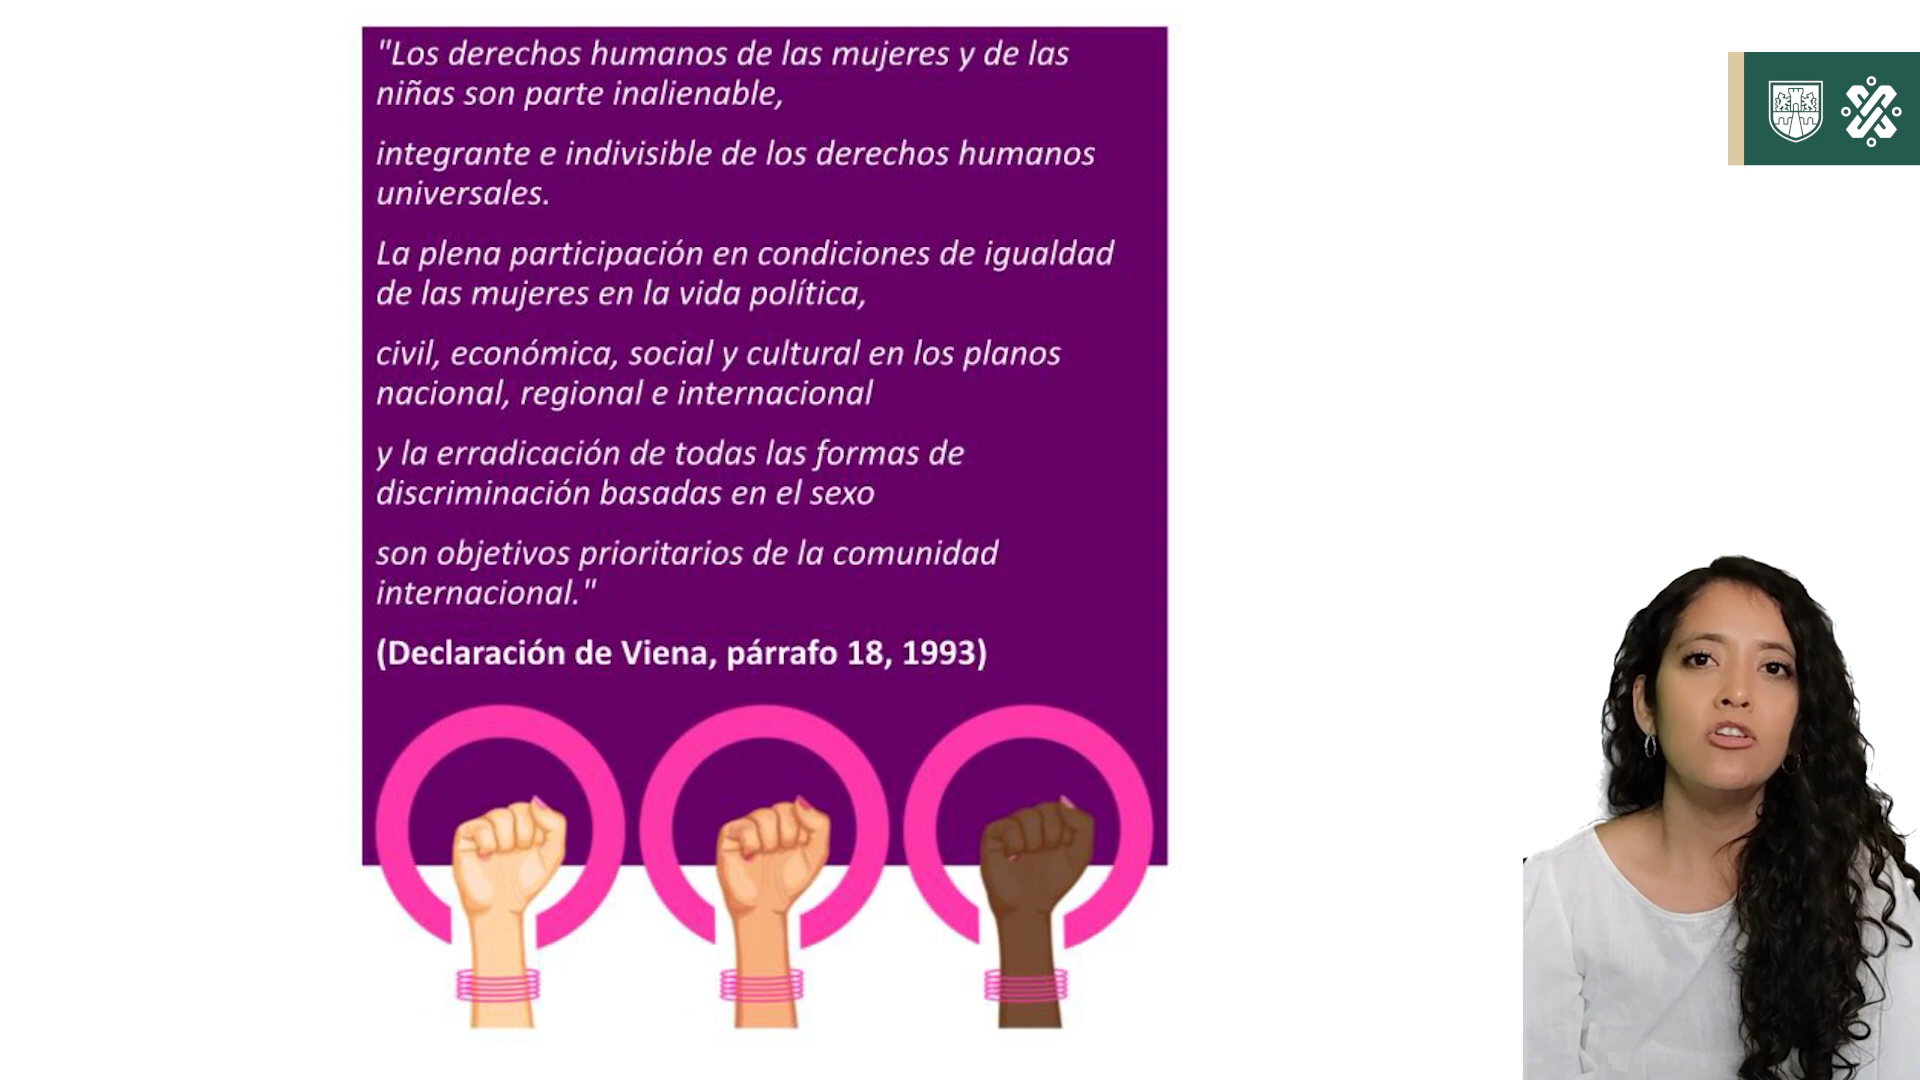 "Los derechos humanos de las mujeres y de las
niñas son parte inalienable,
integrante e indivisible de los derechos humanos
universales.
La plena participación en condiciones de igualdad
de las mujeres en la vida política,
civil, económica, social y cultural en los planos
nacional, regional e internacional
y la erradicación de todas las formas de
discriminación basadas en el sexo
son objetivos prioritarios de la comunidad
internacional."
(Declaración de Viena, párrafo 18, 1993)